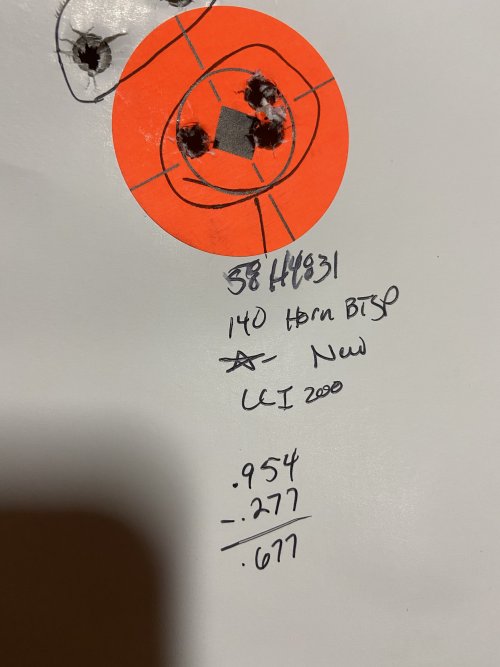 58 H4831
140 Horn BTSP
New
CCI 200
.954
-.277
.677